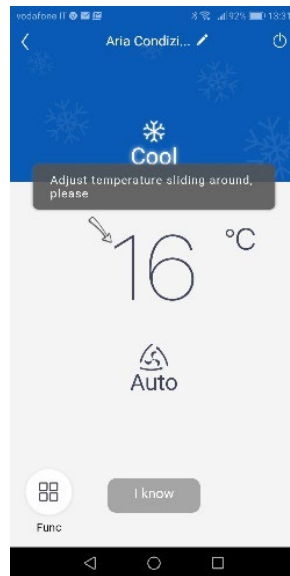 vodafone IT 92% 13:31
Aria Condizi...
Cool
Adjust temperature sliding around,
please
16 °C
Auto
I know
Func